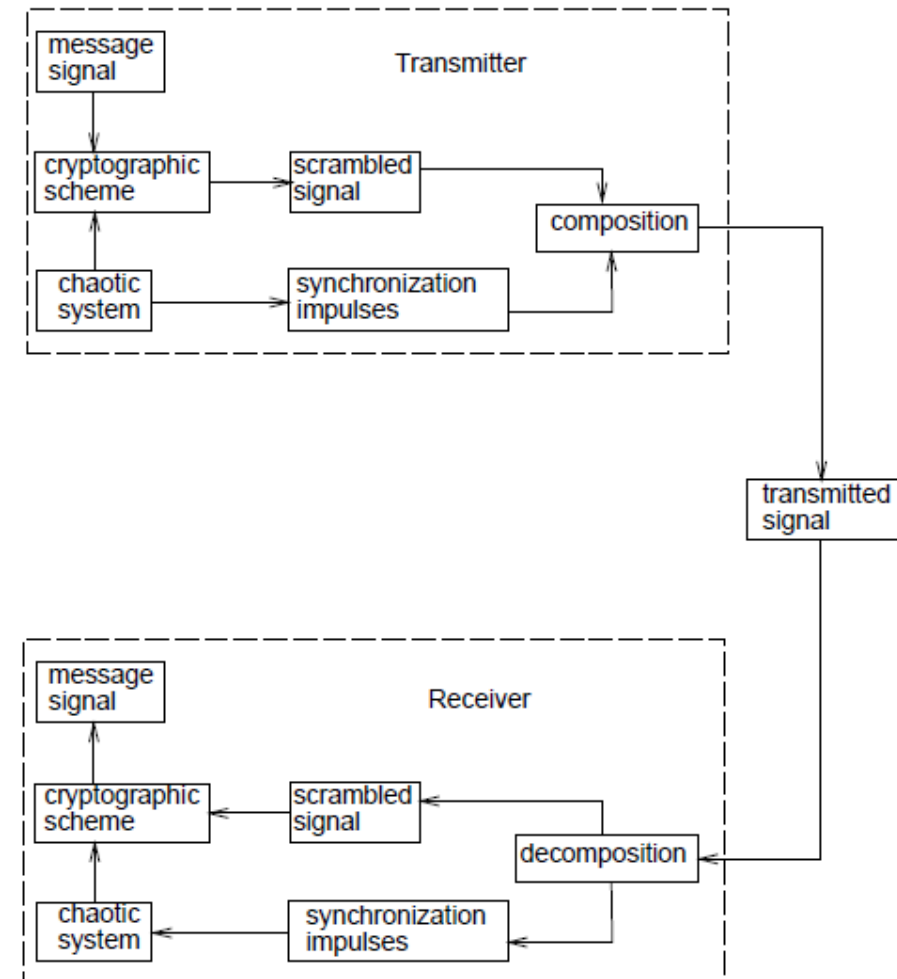 message
signal
Transmitter
cryptographic
scheme
scrambled
signal
composition
chaotic
system
synchronization
impulses
transmitted
signal
message
signal
Receiver
cryptographic
scheme
scrambled
signal
decomposition
chaotic
system
synchronization
impulses